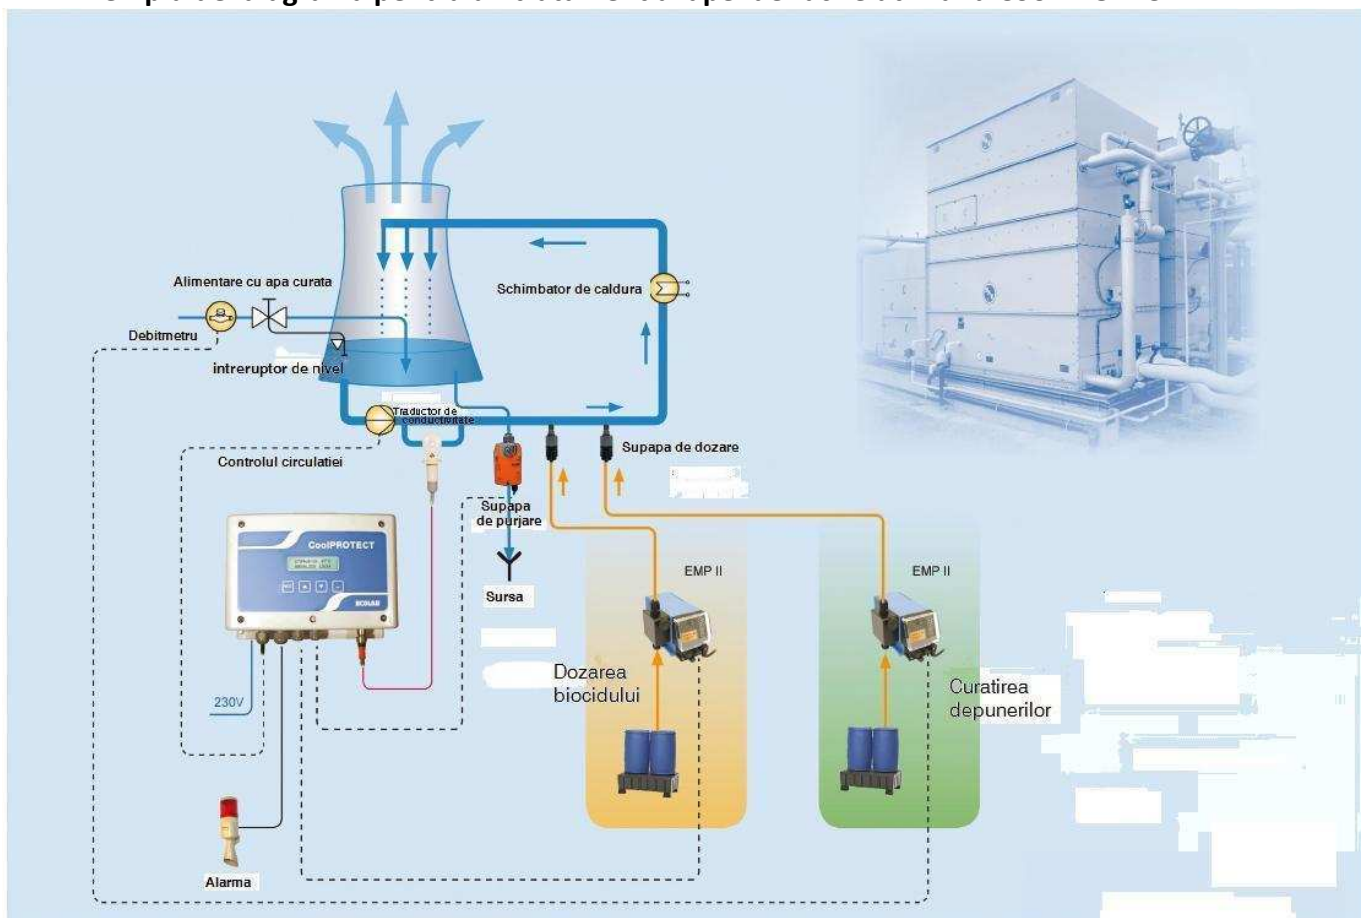 Alimentare cu apa curata
Debitmetru
intreruptor de nivel
Schimbator de caldura
Traductor de
conductivitate
Controlul circulatiei
Supapa de dozare
Supapa
de purjare
Sursa
CoolPROTECT
EMP II
EMP II
Dozarea
biocidului
Curatirea
depunerilor
230V
Alarma